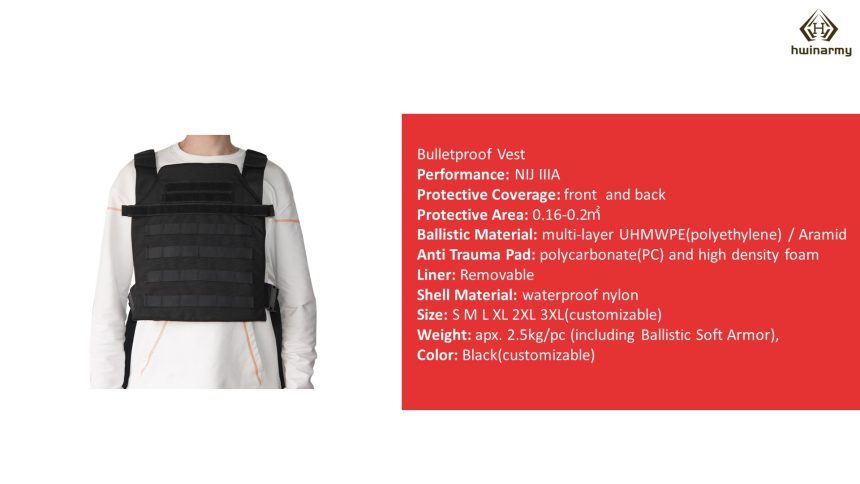 hwinarmy
Bulletproof Vest
Performance: NIJ IIIA
Protective Coverage: front and back
Protective Area: 0.16-0.2㎡
Ballistic Material: multi-layer UHMWPE(polyethylene) / Aramid
Anti Trauma Pad: polycarbonate(PC) and high density foam
Liner: Removable
Shell Material: waterproof nylon
Size: S M L XL 2XL 3XL(customizable)
Weight: apx. 2.5kg/pc (including Ballistic Soft Armor),
Color: Black(customizable)